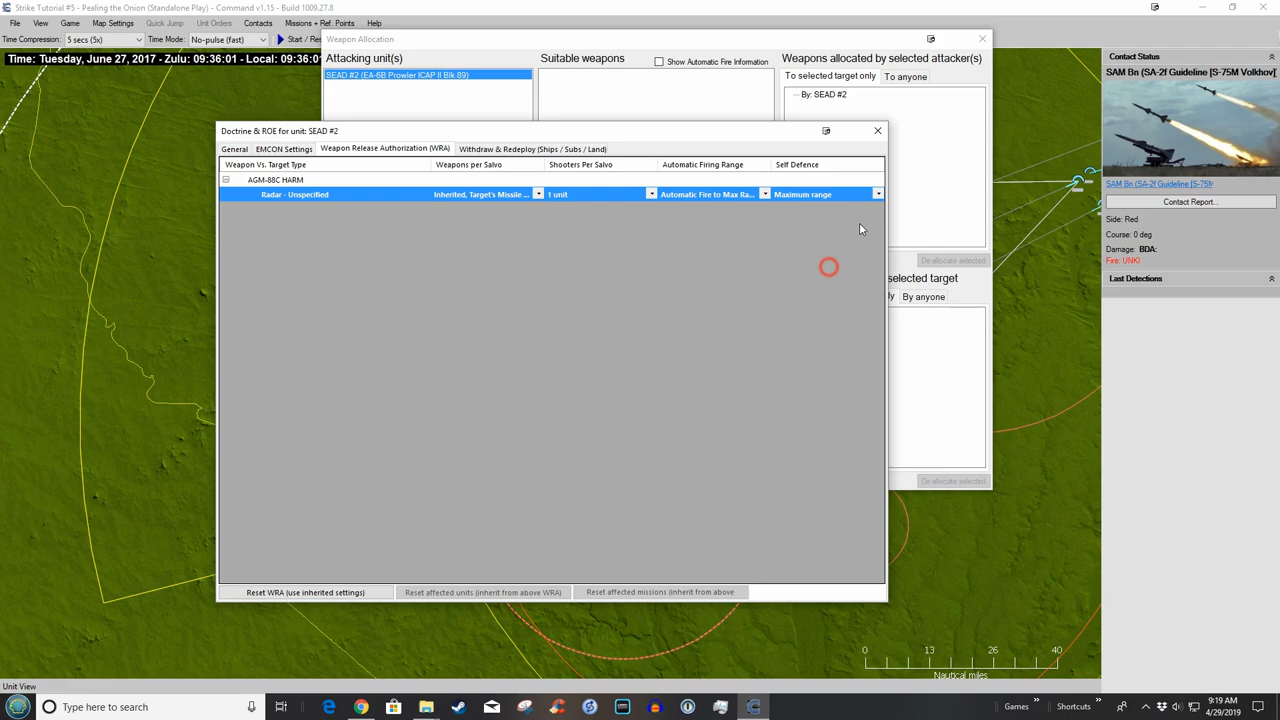 Strike Tutorial #5 - Pealing the Onion (Standalone Play) - Command v1.15 - Build 1009.27.8
File View Game Map Settings Quick Jump Unit Orders Contacts Missions + Ref. Points Help
Time Compression: 5 secs (5x) Time Mode: No-pulse (fast) Start / Re
Time: Tuesday, June 27, 2017 - Zulu: 09:36:01 - Local: 09:36:0
Weapon Allocation
Attacking unit(s) Suitable weapons Show Automatic Fire Information Weapons allocated by selected attacker(s)
SEAD #2 (EA-6B Prowler ICAP II Blk 89) To selected target only To anyone
By: SEAD #2
Doctrine & ROE for unit: SEAD #2
General EMCON Settings Weapon Release Authorization (WRA) Withdraw & Redeploy (Ships / Subs / Land)
Weapon Vs. Target Type Weapons per Salvo Shooters Per Salvo Automatic Firing Range Self Defence
AGM-88C HARM
Radar - Unspecified Inherited, Target's Missile ... 1 unit Automatic Fire to Max Ra... Maximum range
De-allocate selected
selected target
ly By anyone
De-allocate selected
Reset WRA (use inherited settings) Reset affected units (inherit from above WRA) Reset affected missions (inherit from above
Contact Status
SAM Bn (SA-2f Guideline [S-75M Volkhov]
SAM Bn (SA-2f Guideline [S-75M
Contact Report...
Side: Red
Course: 0 deg
Damage: BDA:
Fire: UNK!
Last Detections
0 13 26 40
Nautical miles
Unit View
Type here to search
Games Shortcuts 9:19 AM
4/29/2019